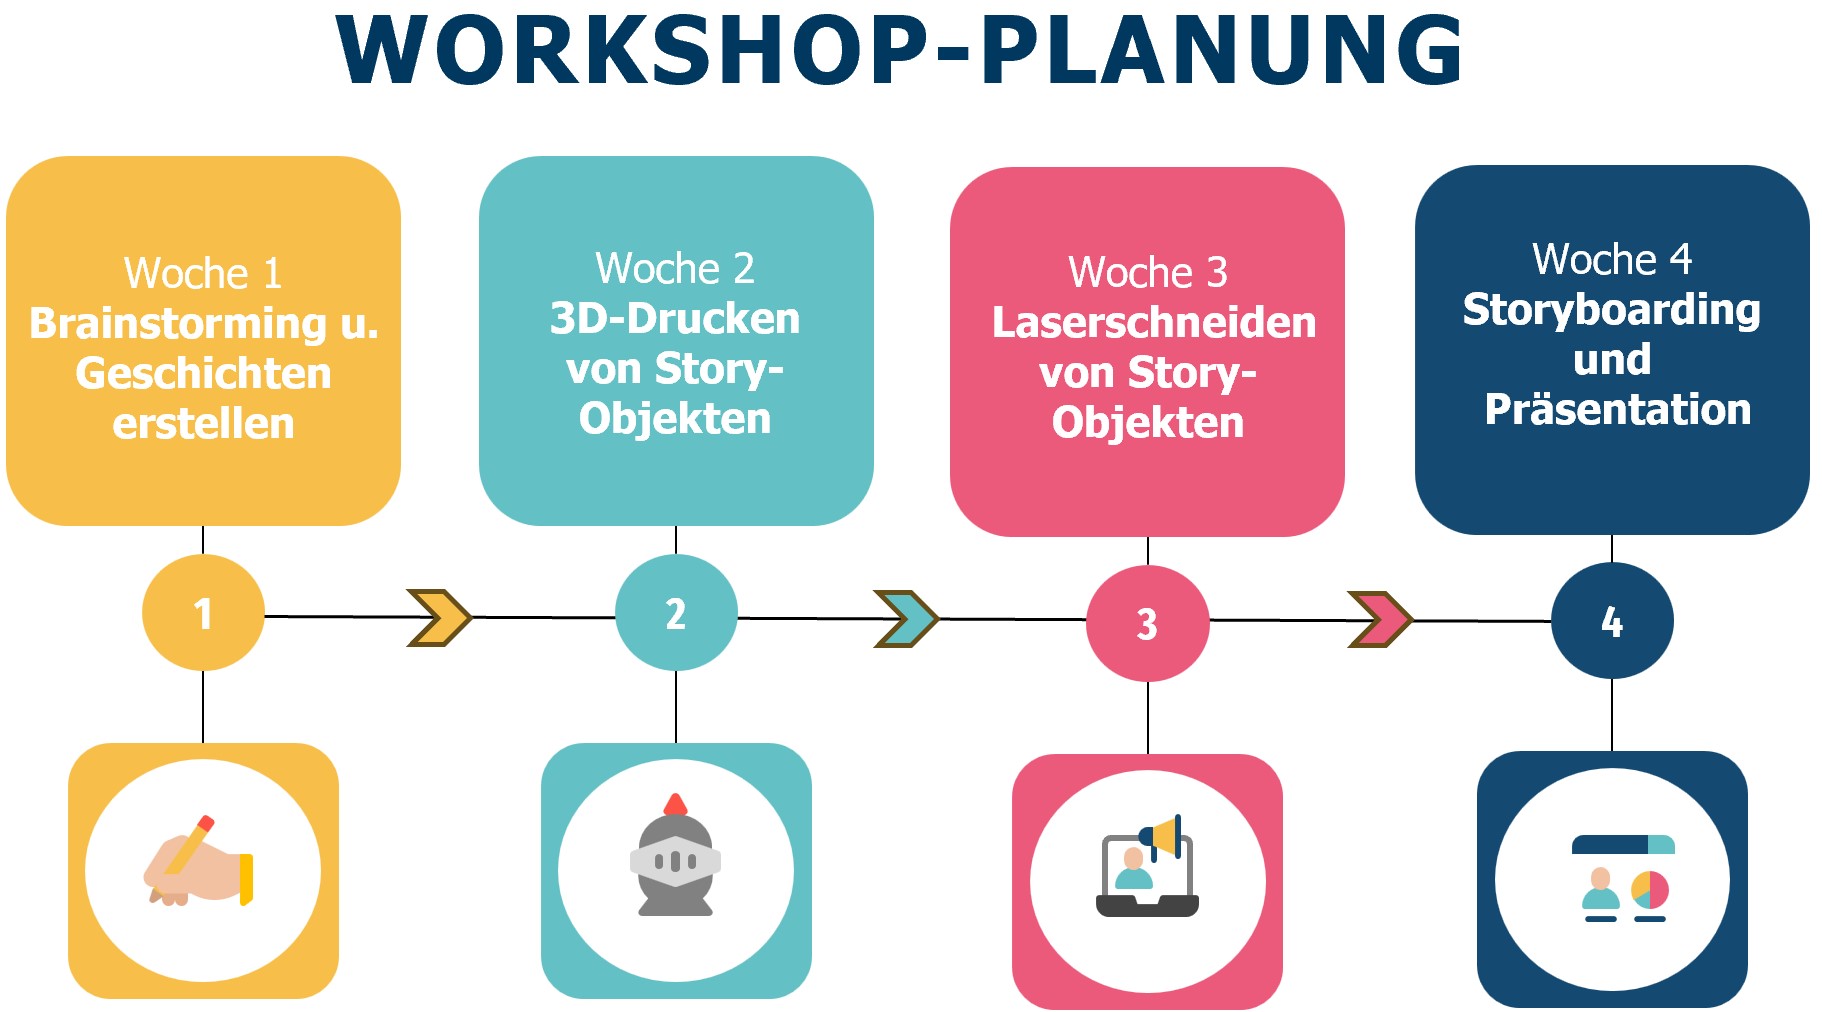 WORKSHOP-PLANUNG
Woche 1
Brainstorming u.
Geschichten
erstellen
Woche 2
3D-Drucken
von Story-
Objekten
Woche 3
Laserschneiden
von Story-
Objekten
Woche 4
Storyboarding
und
Präsentation
1
2
3
4